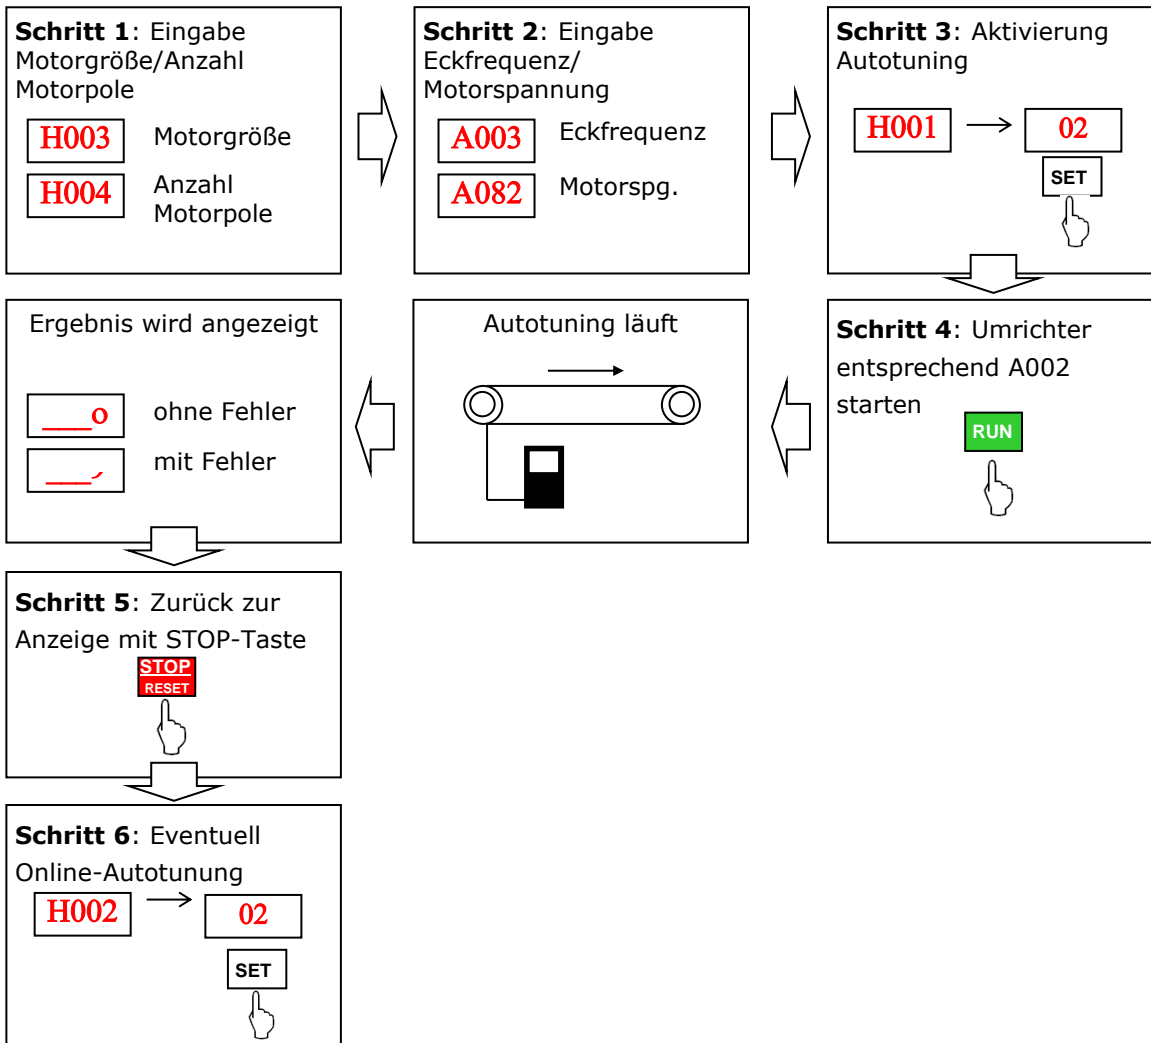 Schritt 1: Eingabe
Motorgröße/Anzahl
Motorpole
H003 Motorgröße
H004 Anzahl
Motorpole
Schritt 2: Eingabe
Eckfrequenz/
Motorspannung
A003 Eckfrequenz
A082 Motorspg.
Schritt 3: Aktivierung
Autotuning
H001 → 02
SET
Schritt 4: Umrichter
entsprechend A002
starten
RUN
Autotuning läuft
Ergebnis wird angezeigt
___o ohne Fehler
mit Fehler
Schritt 5: Zurück zur
Anzeige mit STOP-Taste
STOP
RESET
Schritt 6: Eventuell
Online-Autotunung
H002 → 02
SET